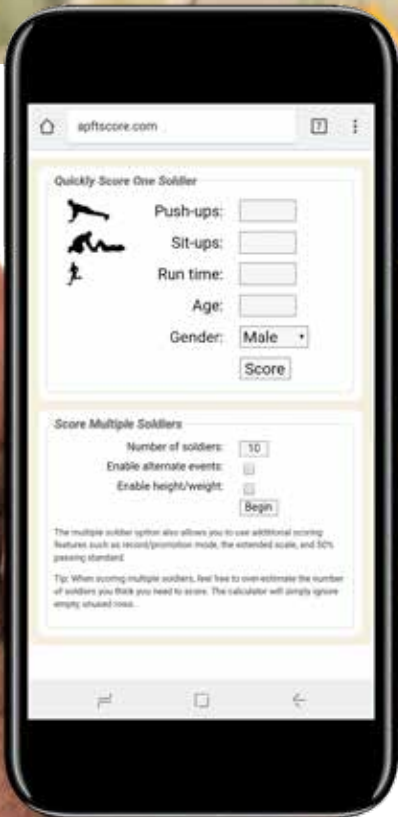 apftscore.com
7
Quickly Score One Soldier
Push-ups:
Sit-ups:
Run time:
Age:
Gender: Male
Score
Score Multiple Soldiers
Number of soldiers: 10
Enable alternate events:
Enable height/weight:
Begin
The multiple soldier option also allows you to use additional scoring
features such as record/promotion mode, the extended scale, and 50%
passing standard.
Tip: When scoring multiple soldiers, feel free to over-estimate the number
of soldiers you think you need to score. The calculator will simply ignore
empty, unused rows.